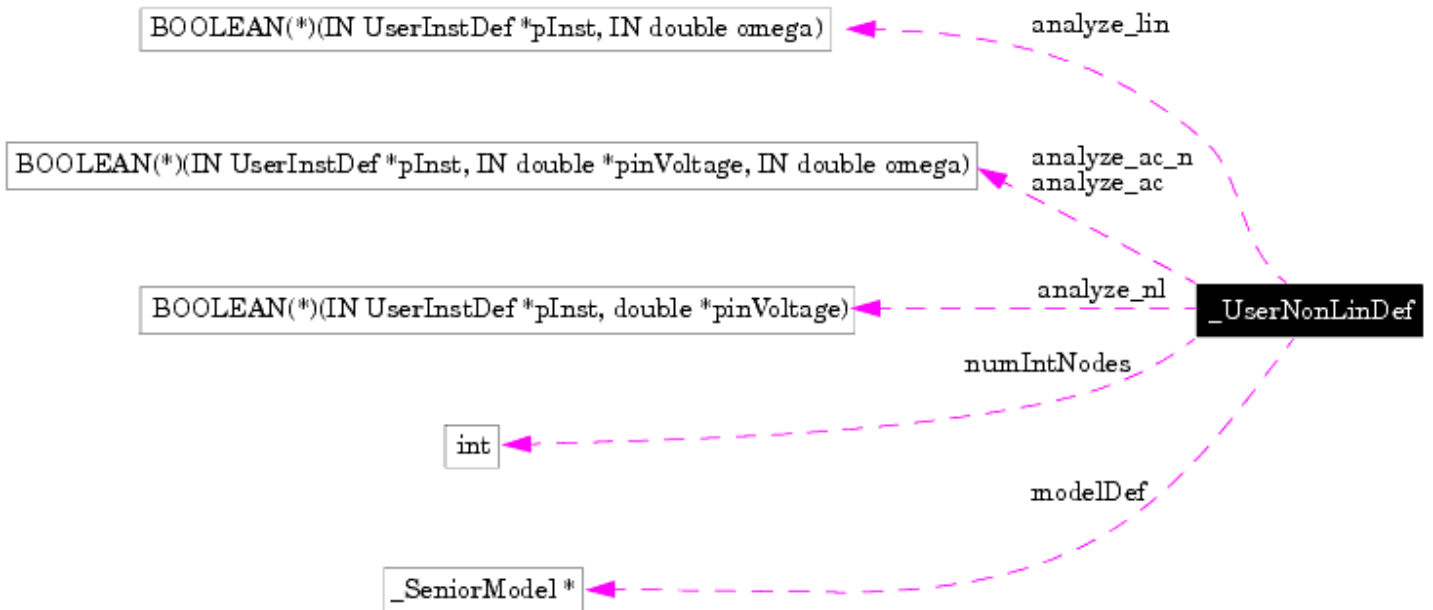 BOOLEAN(*)(IN UserInstDef *pInst, IN double omega)
analyze_lin
BOOLEAN(*)(IN UserInstDef *pInst, IN double *pinVoltage, IN double omega)
analyze_ac_n
analyze_ac
BOOLEAN(*)(IN UserInstDef *pInst, double *pinVoltage)
analyze_nl
_UserNonLinDef
numIntNodes
int
modelDef
_SeniorModel *